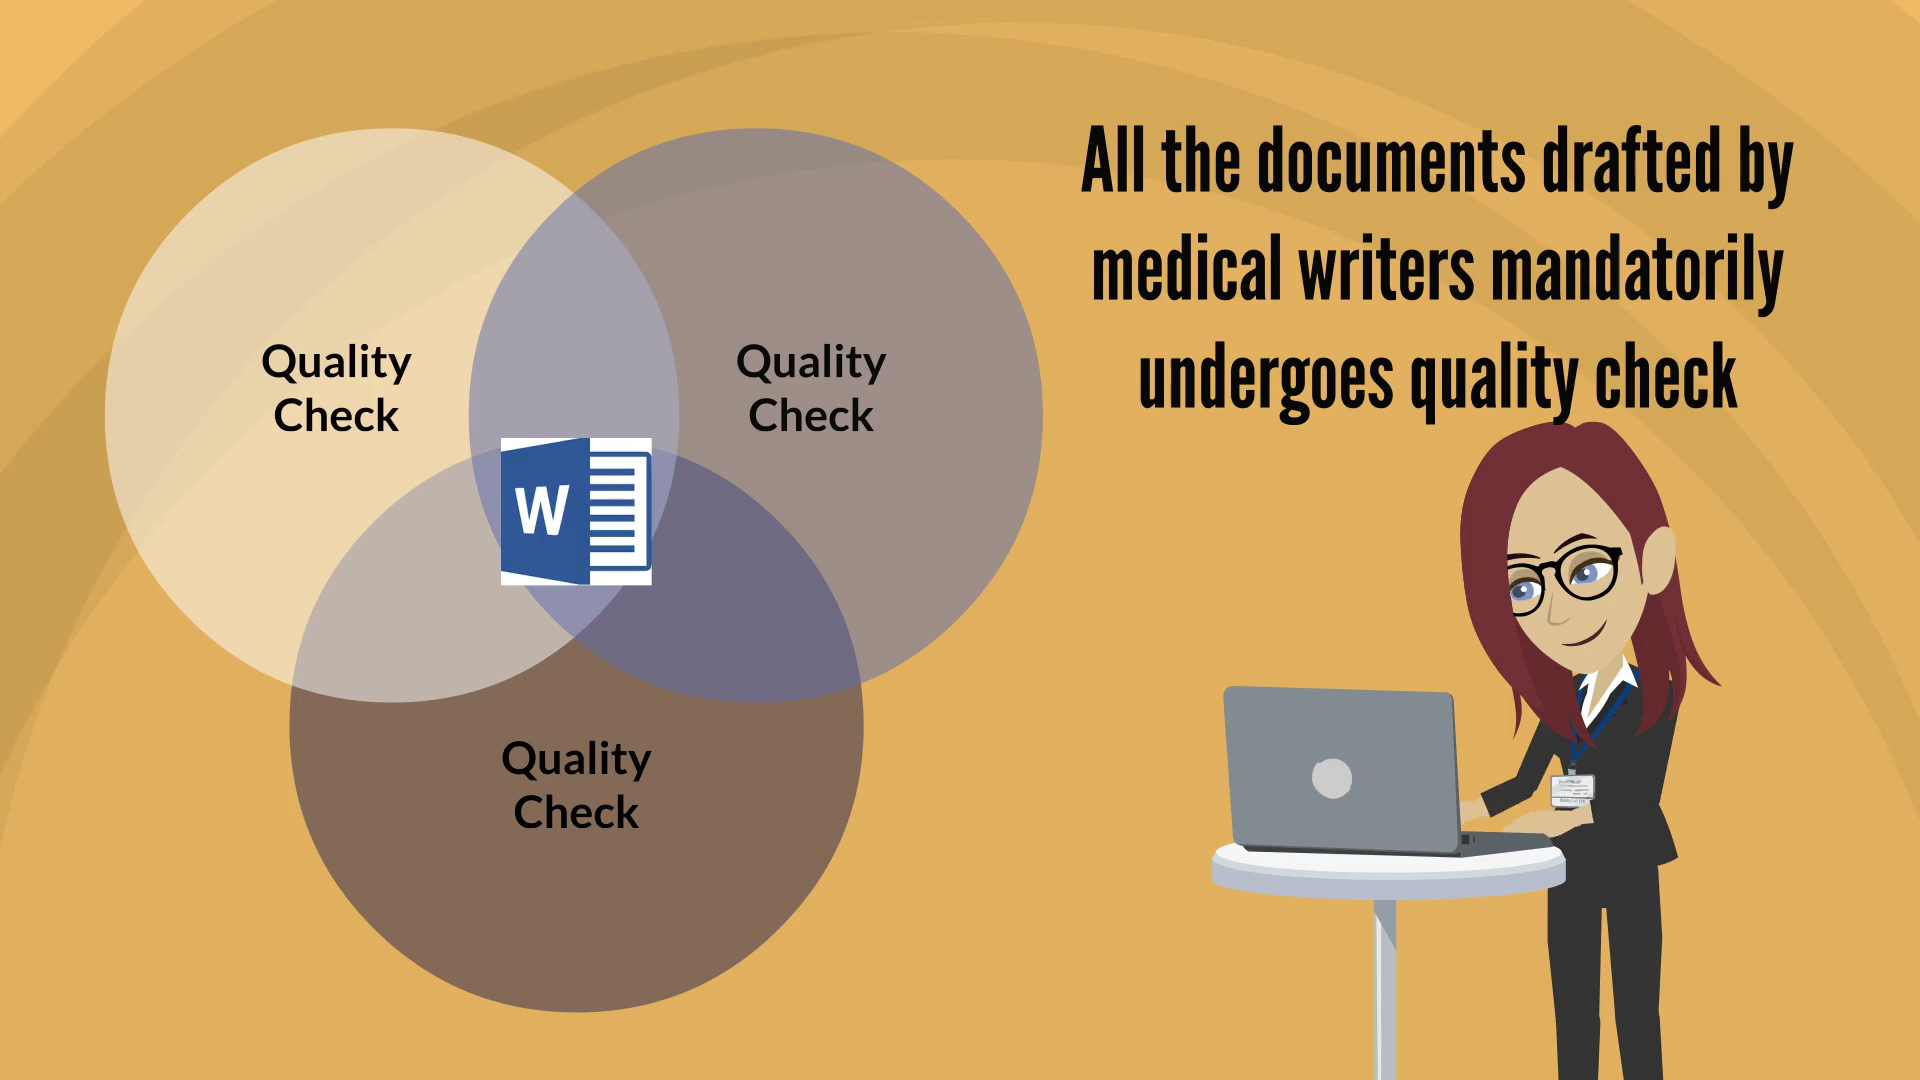 All the documents drafted by
medical writers mandatorily
undergoes quality check
Quality
Check
Quality
Check
W
Quality
Check